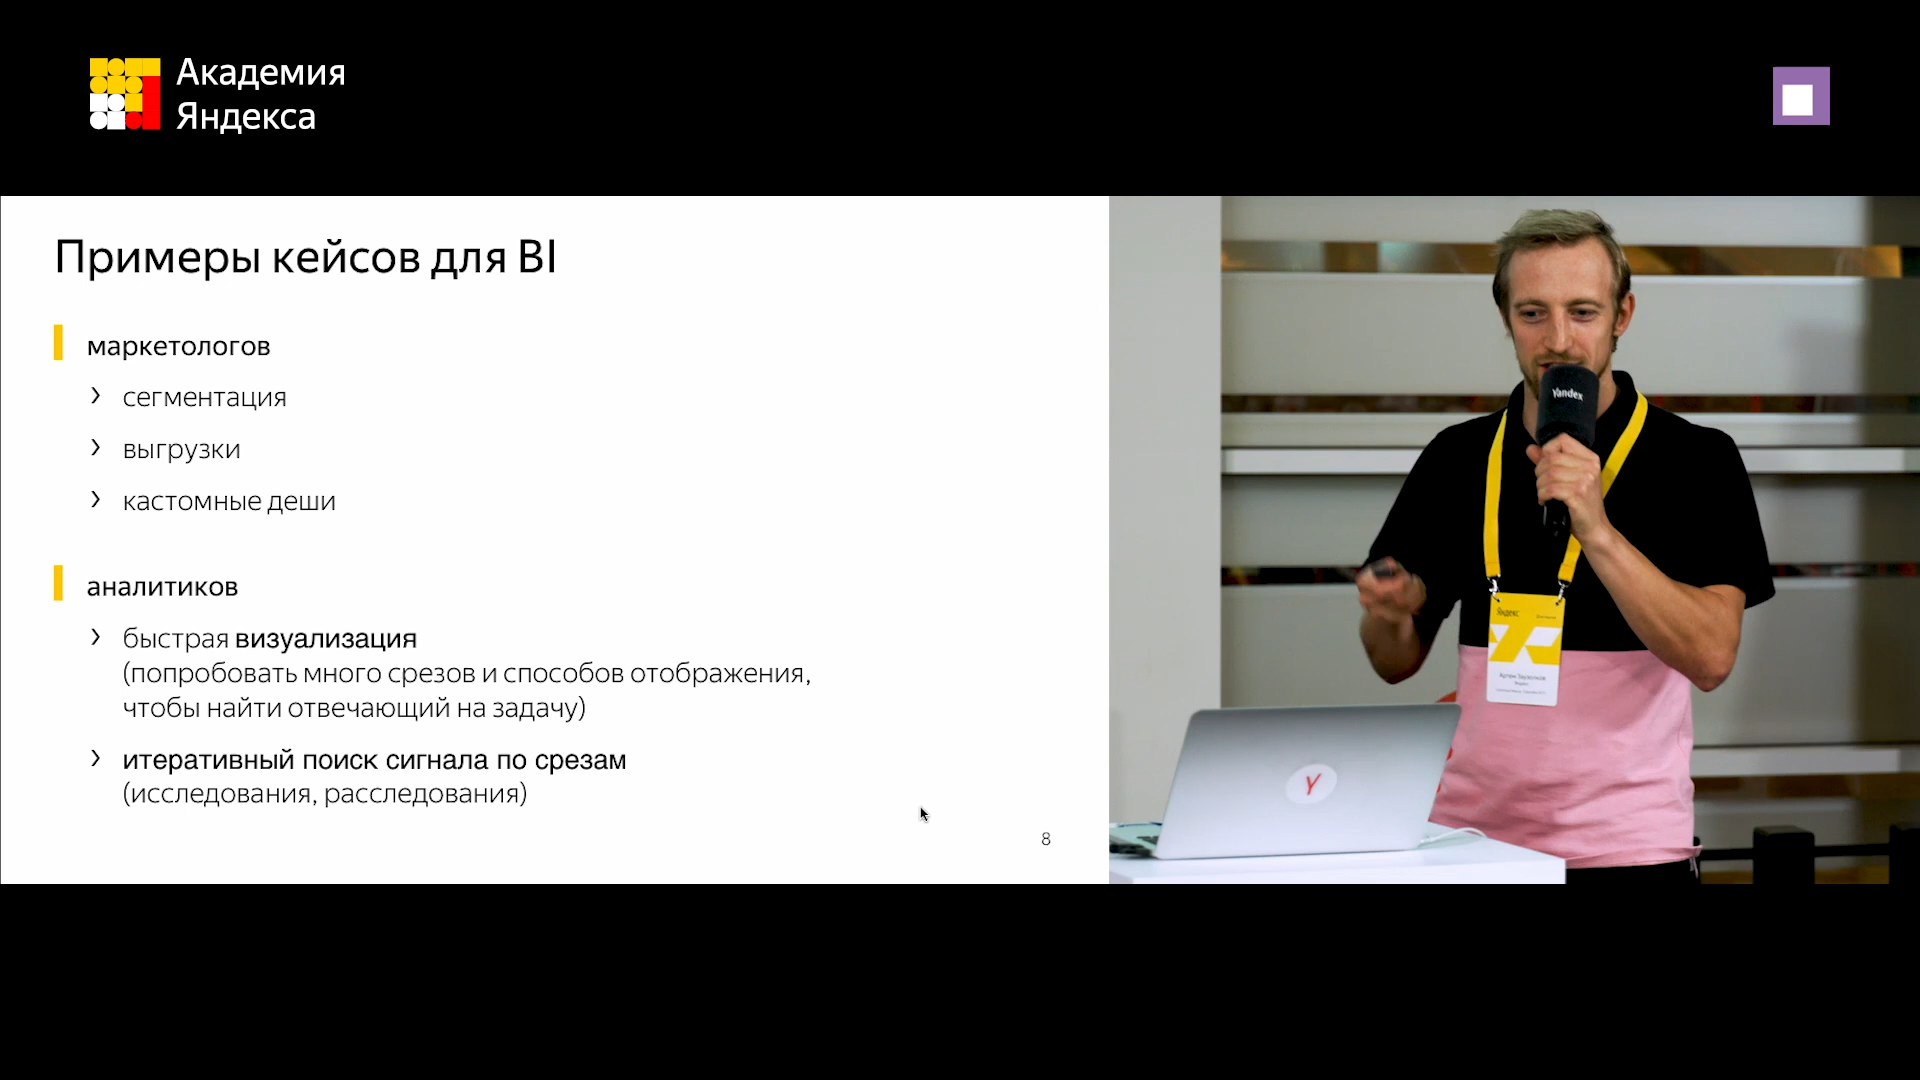 Академия
Яндекса
Примеры кейсов для BI
маркетологов
› сегментация
› выгрузки
› кастомные деши
аналитиков
› быстрая визуализация
(попробовать много срезов и способов отображения,
чтобы найти отвечающий на задачу)
› итеративный поиск сигнала по срезам
(исследования, расследования)
8
Yandex
Яндекс
Y